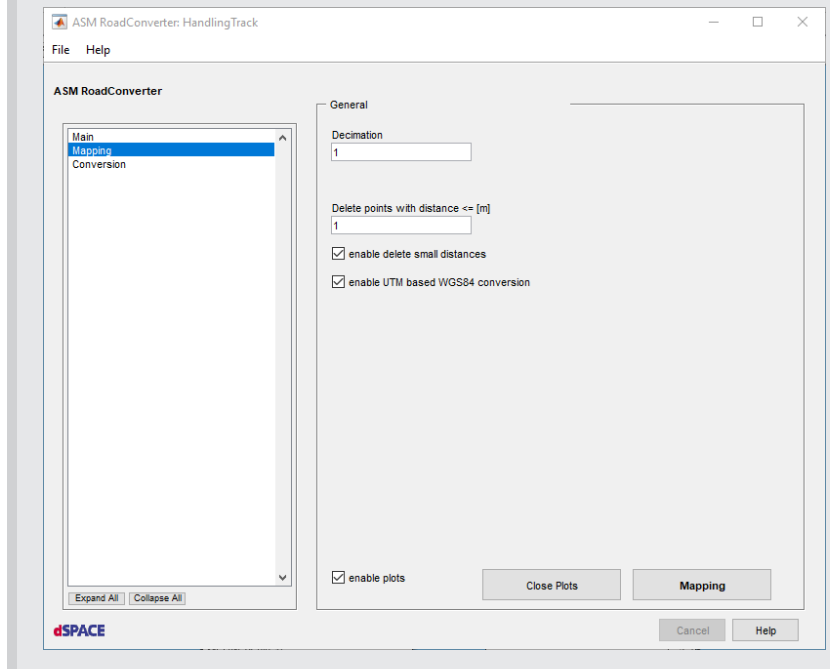 ASM RoadConverter: HandlingTrack
File Help
ASM RoadConverter
Main
Mapping
Conversion
Expand All Collapse All
General
Decimation
1
Delete points with distance <= [m]
1
enable delete small distances
enable UTM based WGS84 conversion
enable plots Close Plots Mapping
dSPACE Cancel Help